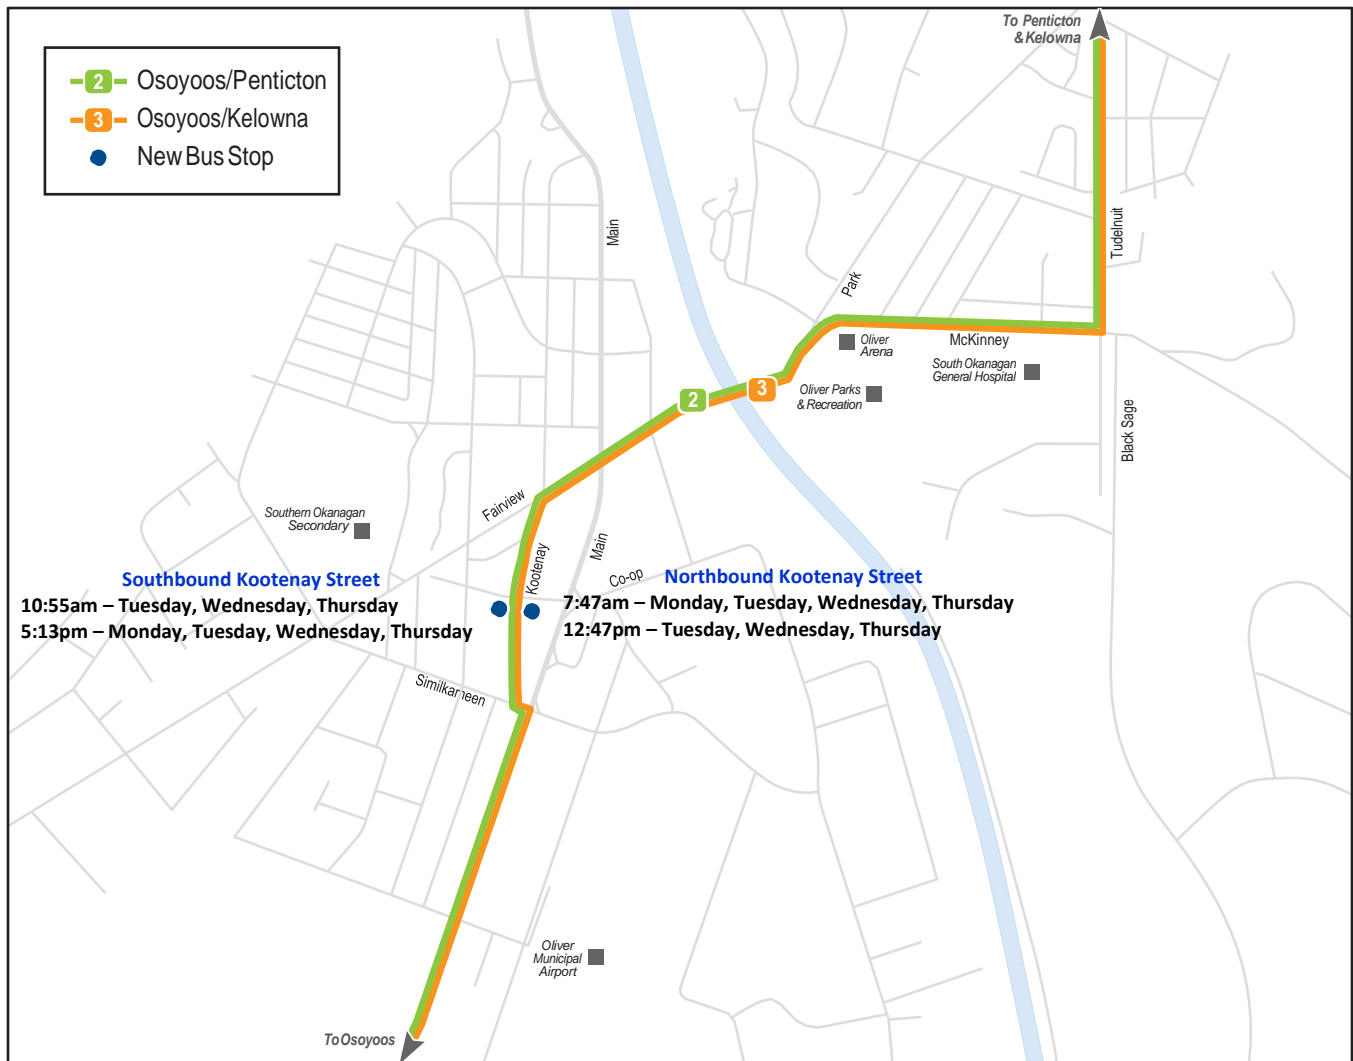 To Penticton
& Kelowna
2 Osoyoos/Penticton
3 Osoyoos/Kelowna
New Bus Stop
Main
Tudelnuit
Park
Oliver
Arena
McKinney
South Okanagan
General Hospital
Oliver Parks
& Recreation
3
2
Black Sage
Fairview
Southern Okanagan
Secondary
Kootenay
Main
Co-op
Southbound Kootenay Street
10:55am – Tuesday, Wednesday, Thursday
5:13pm – Monday, Tuesday, Wednesday, Thursday
Northbound Kootenay Street
7:47am – Monday, Tuesday, Wednesday, Thursday
12:47pm – Tuesday, Wednesday, Thursday
Similkameen
Oliver
Municipal
Airport
To Osoyoos